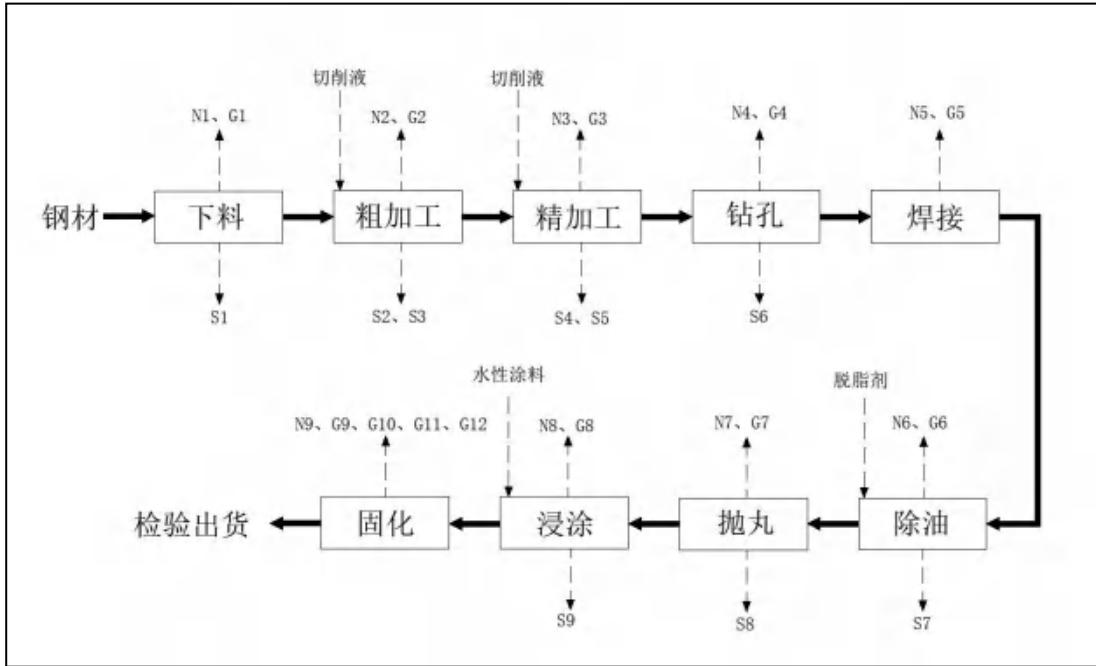 切削液
切削液
N1、G1
N2、G2
N3、G3
N4、G4
N5、G5
钢材
下料
粗加工
精加工
钻孔
焊接
S1
S2、S3
S4、S5
S6
水性涂料
脱脂剂
N9、G9、G10、G11、G12
N8、G8
N7、G7
N6、G6
检验出货
固化
浸涂
抛丸
除油
S9
S8
S7